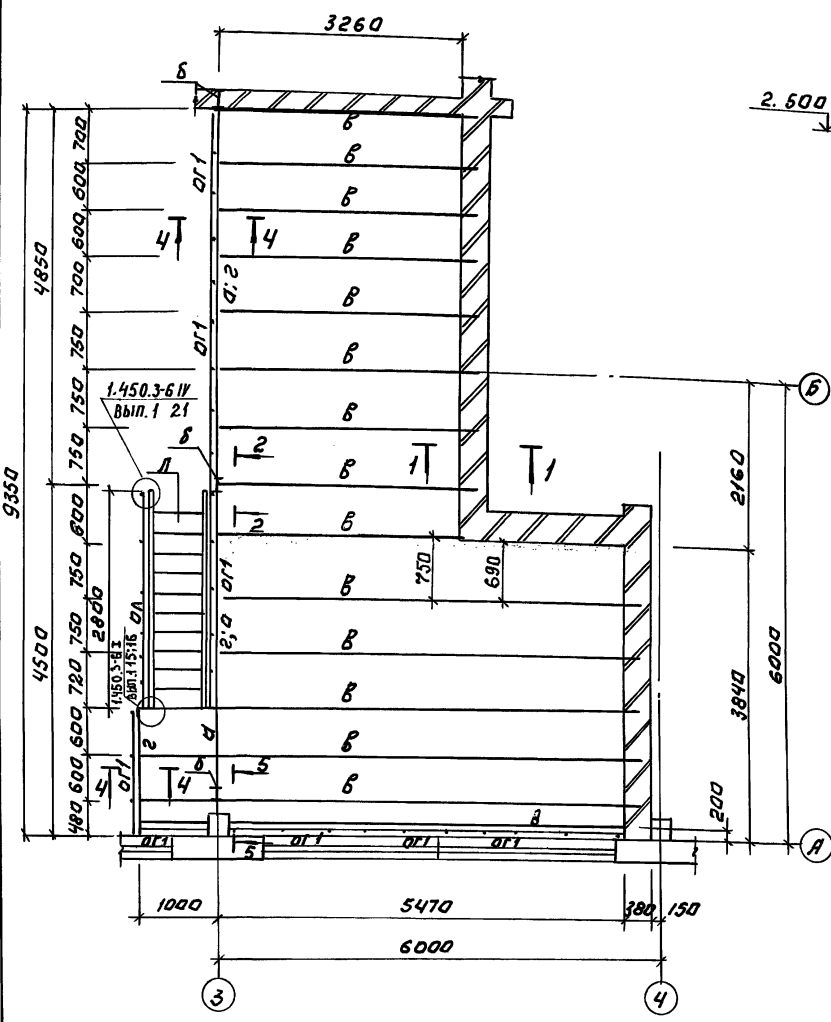 3260
б
2.500
700
в
600
ОГ1
в
600
в
4
4
700
в
4850
а; г
750
в
ОГ1
в
750
1.450.3-6 IV
ВЫП.1 21
Б
в
750
б
2
Л
1
1
2160
в
9350
600
2
в
750
750
690
2800
ОГ1
в
ОЛ
г; а
750
4500
в
6000
1.450.3-6 I
ВЫП.1 15;16
720
в
3840
600
г
а
в
600
ОГ1
4
4
б
5
в
200
480
в
ОГ1
5
ОГ1
ОГ1
ОГ1
А
1000
5470
380
150
6000
3
4